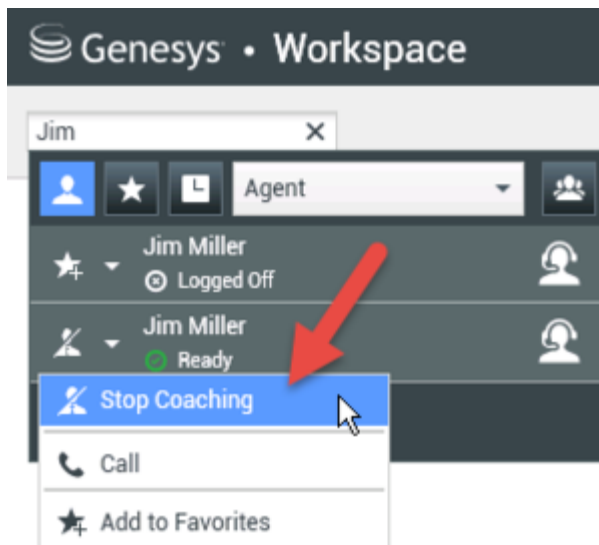 Genesys • Workspace
Jim
Agent
Jim Miller
Logged Off
Jim Miller
Ready
Stop Coaching
Call
Add to Favorites